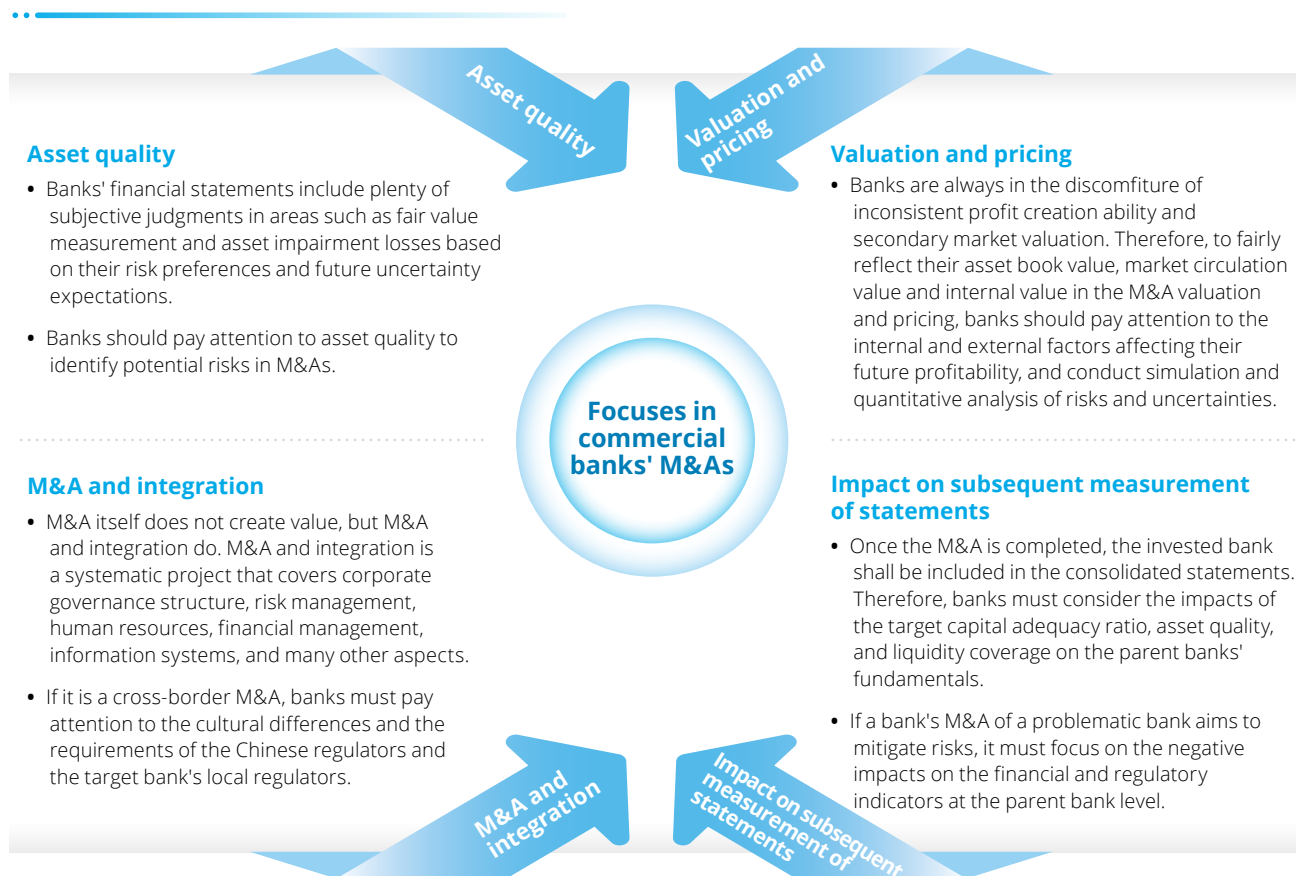 Asset quality
Valuation and
pricing
Asset quality
• Banks' financial statements include plenty of
subjective judgments in areas such as fair value
measurement and asset impairment losses based
on their risk preferences and future uncertainty
expectations.
• Banks should pay attention to asset quality to
identify potential risks in M&As.
Valuation and pricing
• Banks are always in the discomfiture of
inconsistent profit creation ability and
secondary market valuation. Therefore, to fairly
reflect their asset book value, market circulation
value and internal value in the M&A valuation
and pricing, banks should pay attention to the
internal and external factors affecting their
future profitability, and conduct simulation and
quantitative analysis of risks and uncertainties.
Focuses in
commercial
banks' M&As
M&A and integration
• M&A itself does not create value, but M&A
and integration do. M&A and integration is
a systematic project that covers corporate
governance structure, risk management,
human resources, financial management,
information systems, and many other aspects.
• If it is a cross-border M&A, banks must pay
attention to the cultural differences and the
requirements of the Chinese regulators and
the target bank's local regulators.
Impact on subsequent measurement
of statements
• Once the M&A is completed, the invested bank
shall be included in the consolidated statements.
Therefore, banks must consider the impacts of
the target capital adequacy ratio, asset quality,
and liquidity coverage on the parent banks'
fundamentals.
• If a bank's M&A of a problematic bank aims to
mitigate risks, it must focus on the negative
impacts on the financial and regulatory
indicators at the parent bank level.
M&A and
integration
Impact on subsequent
measurement of
statements